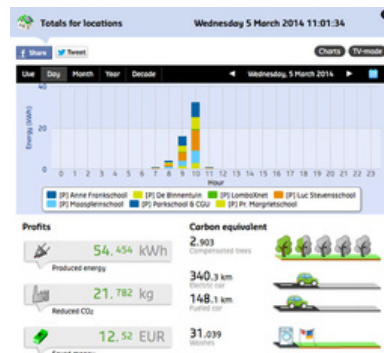 Totals for locations
Wednesday 5 March 2014 11:01:34
Share
Tweet
Charts
TV-mode
Live Day Month Year Decade
Wednesday, 5 March 2014
Energy (kWh)
40
20
0
0 1 2 3 4 5 6 7 8 9 10 11 12 13 14 15 16 17 18 19 20 21 22 23
Hour
[P] Anne Frankschool [P] De Binnentuin [P] LomboXnet [P] Luc Stevensschool
[P] Maaspleinschool [P] Parkschool & CGU [P] Pr. Margrietschool
Profits
54.454 kWh
Produced energy
21.782 kg
Reduced CO2
12.52 EUR
Saved money
Carbon equivalent
2.903
Compensated trees
340.3 km
Electric car
148.1 km
Fueled car
31.039
Washes